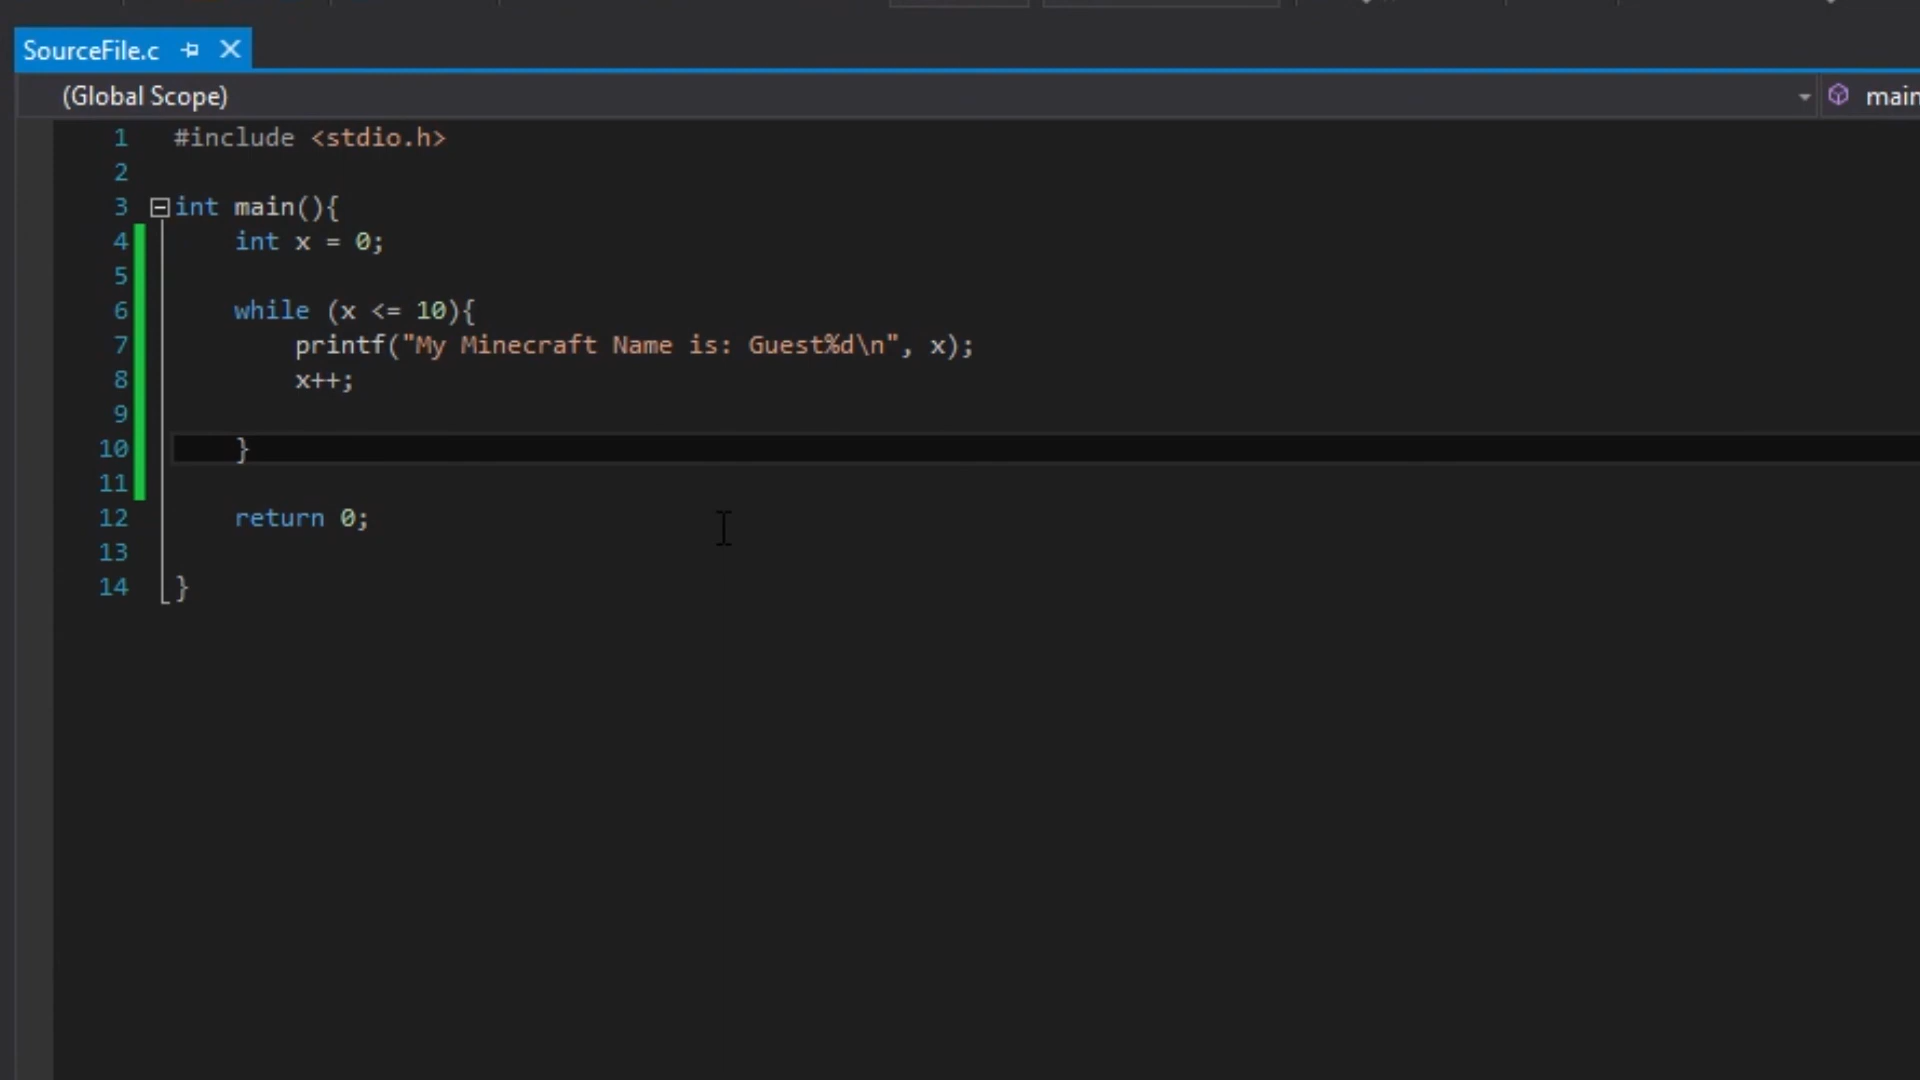 SourceFile.c
(Global Scope)
main
1 #include <stdio.h>
2
3 int main(){
4 int x = 0;
5
6 while (x <= 10){
7 printf("My Minecraft Name is: Guest%d\n", x);
8 x++;
9
10 }
11
12 return 0;
13
14 }